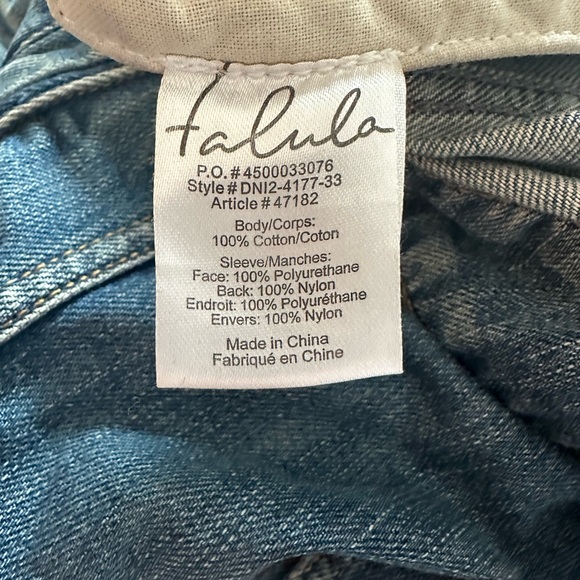 talula
P.O. # 4500033076
Style # DNI2-4177-33
Article # 47182
Body/Corps:
100% Cotton/Coton
Sleeve/Manches:
Face: 100% Polyurethane
Back: 100% Nylon
Endroit: 100% Polyuréthane
Envers: 100% Nylon
Made in China
Fabriqué en Chine